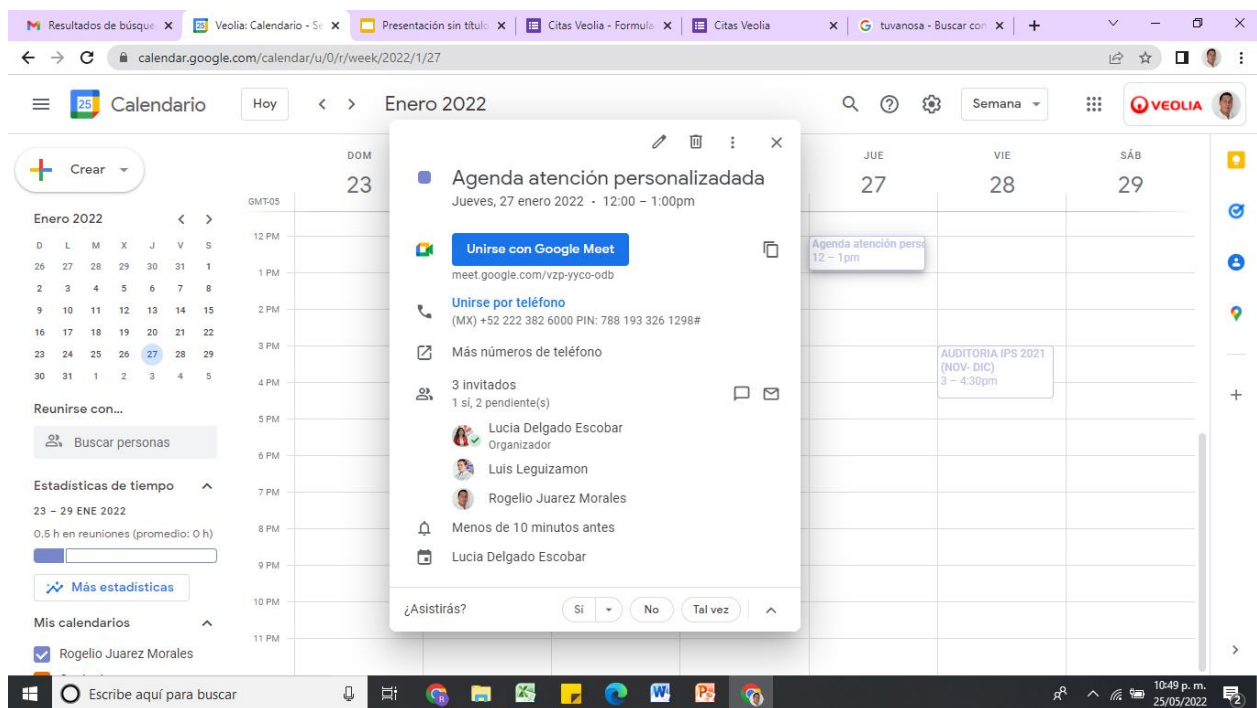 Resultados de búsque
Veolia: Calendario - Se
Presentación sin título
Citas Veolia - Formula
Citas Veolia
tuvanosa - Buscar con
calendar.google.com/calendar/u/0/r/week/2022/1/27
25
Calendario
Hoy
Enero 2022
Semana
VEOLIA
Crear
Enero 2022
D L M X J V S
26 27 28 29 30 31 1
2 3 4 5 6 7 8
9 10 11 12 13 14 15
16 17 18 19 20 21 22
23 24 25 26 27 28 29
30 31 1 2 3 4 5
Reunirse con...
Buscar personas
Estadísticas de tiempo
23 – 29 ENE 2022
0,5 h en reuniones (promedio: 0 h)
Más estadísticas
Mis calendarios
Rogelio Juarez Morales
DOM
23
JUE
27
VIE
28
SÁB
29
GMT-05
12 PM
1 PM
2 PM
3 PM
4 PM
5 PM
6 PM
7 PM
8 PM
9 PM
10 PM
11 PM
Agenda atención perso
12 – 1pm
AUDITORIA IPS 2021
(NOV- DIC)
3 – 4:30pm
Agenda atención personalizadada
Jueves, 27 enero 2022 · 12:00 – 1:00pm
Unirse con Google Meet
meet.google.com/vzp-yyco-odb
Unirse por teléfono
(MX) +52 222 382 6000 PIN: 788 193 326 1298#
Más números de teléfono
3 invitados
1 sí, 2 pendiente(s)
Lucia Delgado Escobar
Organizador
Luis Leguizamon
Rogelio Juarez Morales
Menos de 10 minutos antes
Lucia Delgado Escobar
¿Asistirás?
Sí
No
Tal vez
Escribe aquí para buscar
10:49 p. m.
25/05/2022
2